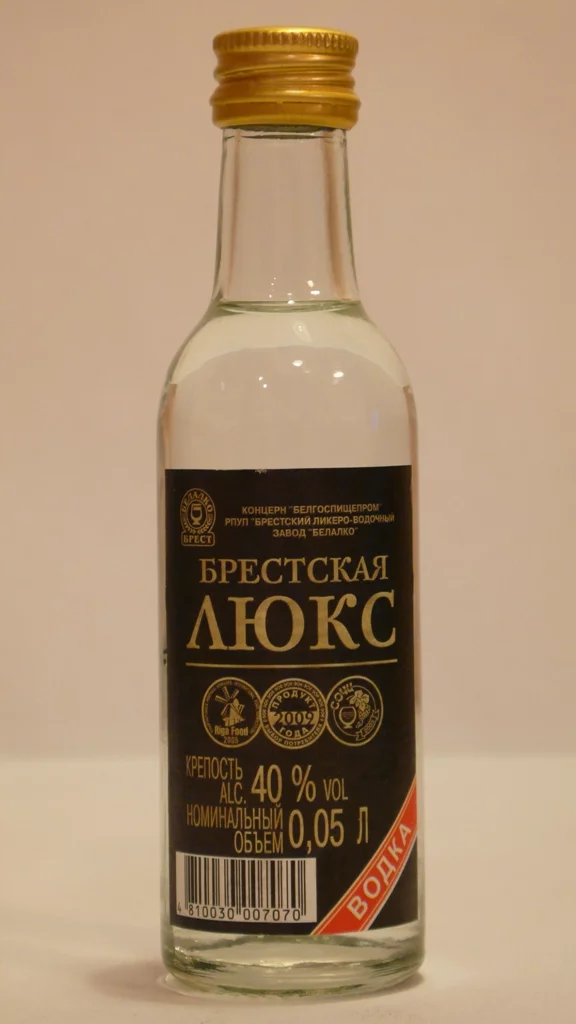 БЕЛАЛКО
БРЕСТ
КОНЦЕРН "БЕЛГОСПИЩЕПРОМ"
РПУП "БРЕСТСКИЙ ЛИКЕРО-ВОДОЧНЫЙ
ЗАВОД "БЕЛАЛКО"
БРЕСТСКАЯ
ЛЮКС
Riga Food
2005
ПРОДУКТ
2009
ГОДА
СОЖ
КРЕПОСТЬ
ALC. 40 % VOL
НОМИНАЛЬНЫЙ
ОБЪЕМ 0,05 Л
ВОДКА
4 810030 007070